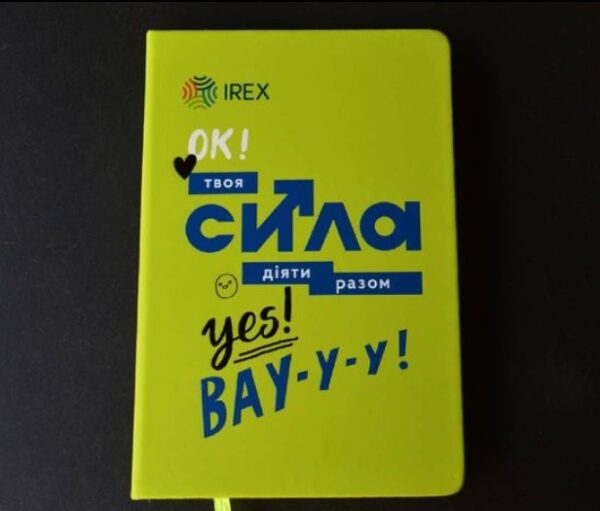 IREX
OK!
твоя
сила
діяти разом
yes!
ВАУ-у-у!